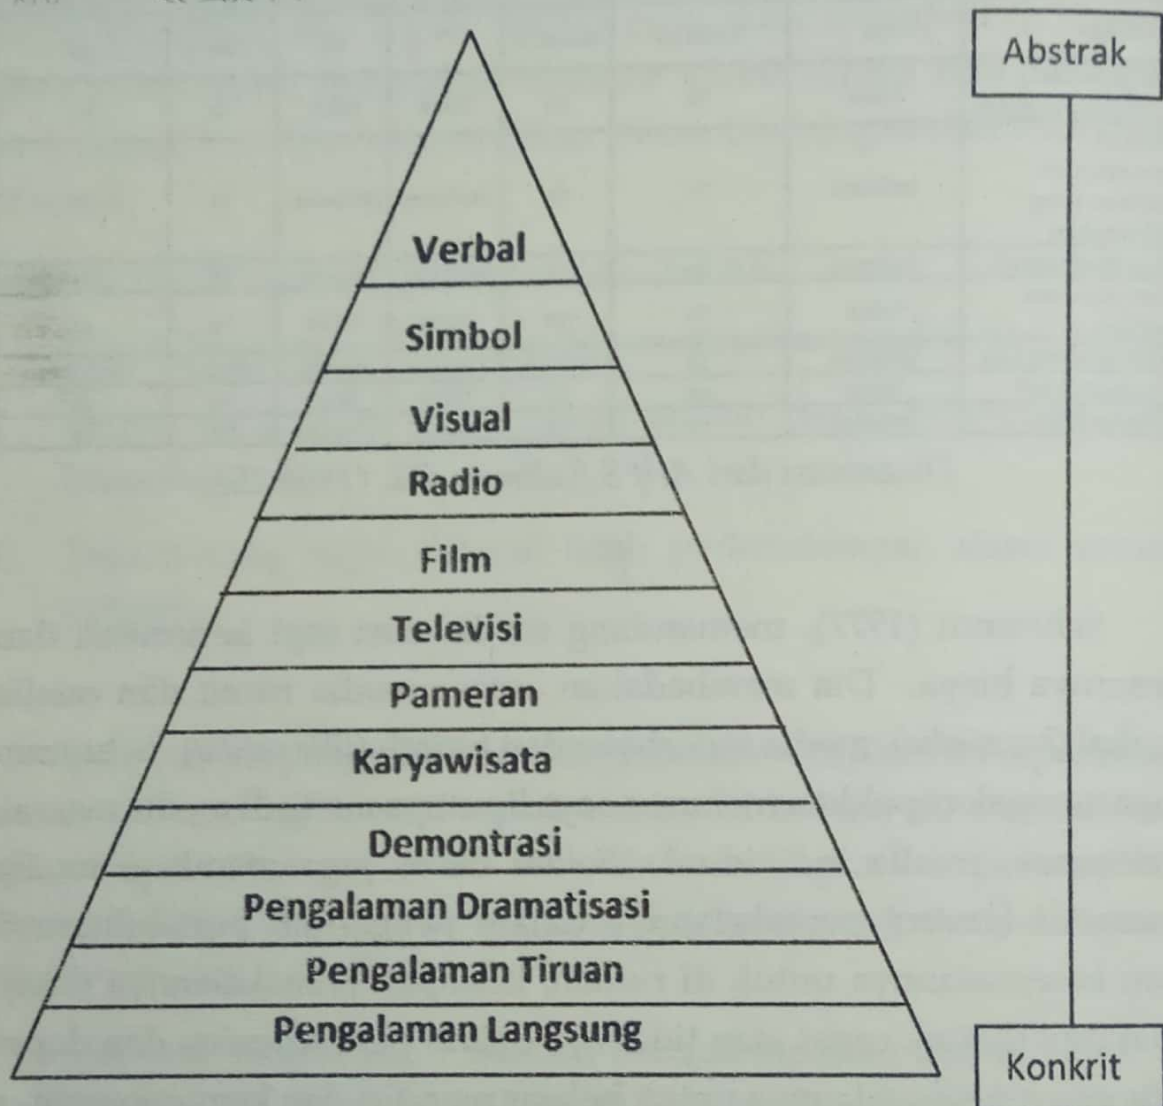 Abstrak
Verbal
Simbol
Visual
Radio
Film
Televisi
Pameran
Karyawisata
Demontrasi
Pengalaman Dramatisasi
Pengalaman Tiruan
Pengalaman Langsung
Konkrit